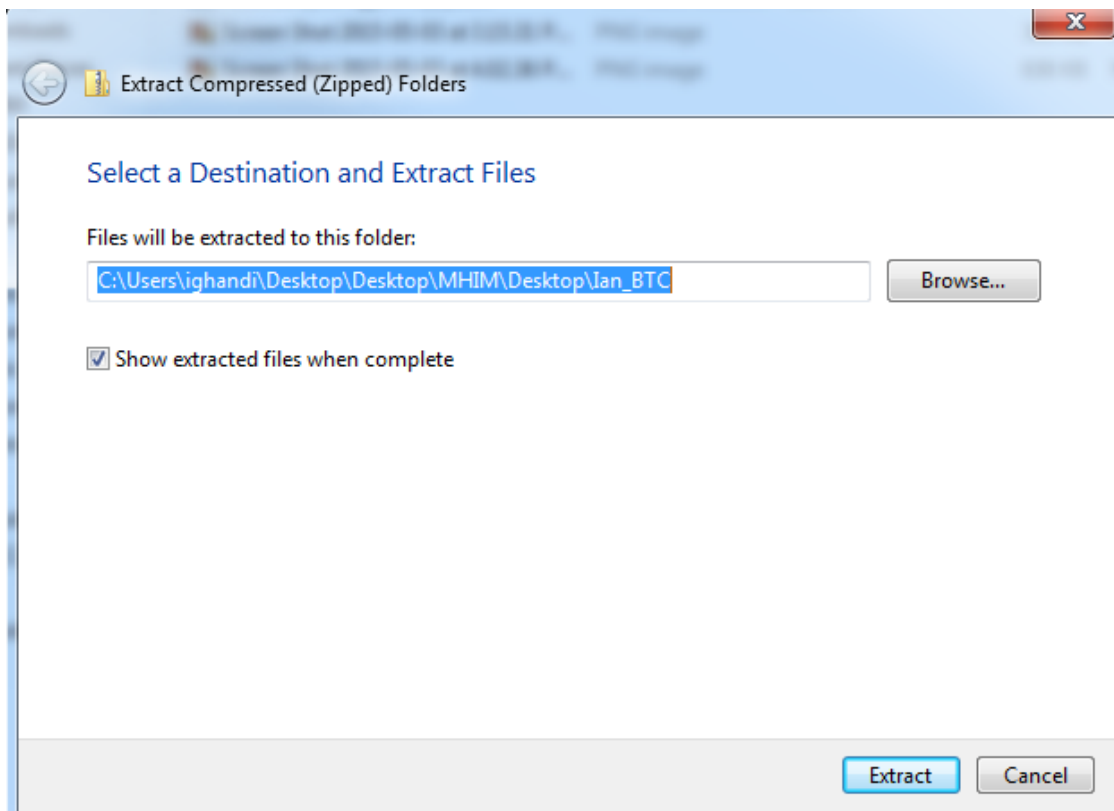 Extract Compressed (Zipped) Folders
Select a Destination and Extract Files
Files will be extracted to this folder:
C:\Users\ighandi\Desktop\Desktop\MHIM\Desktop\Ian_BTC
Browse...
Show extracted files when complete
Extract
Cancel